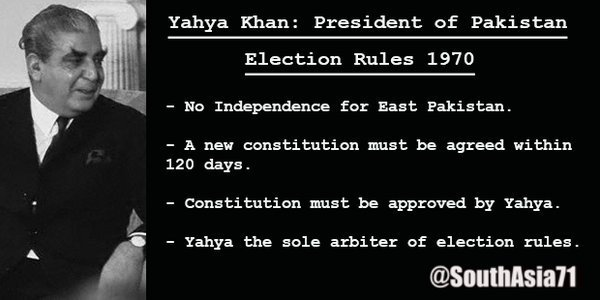 Yahya Khan: President of Pakistan
Election Rules 1970
- No Independence for East Pakistan.
- A new constitution must be agreed within
120 days.
- Constitution must be approved by Yahya.
- Yahya the sole arbiter of election rules.
@SouthAsia71